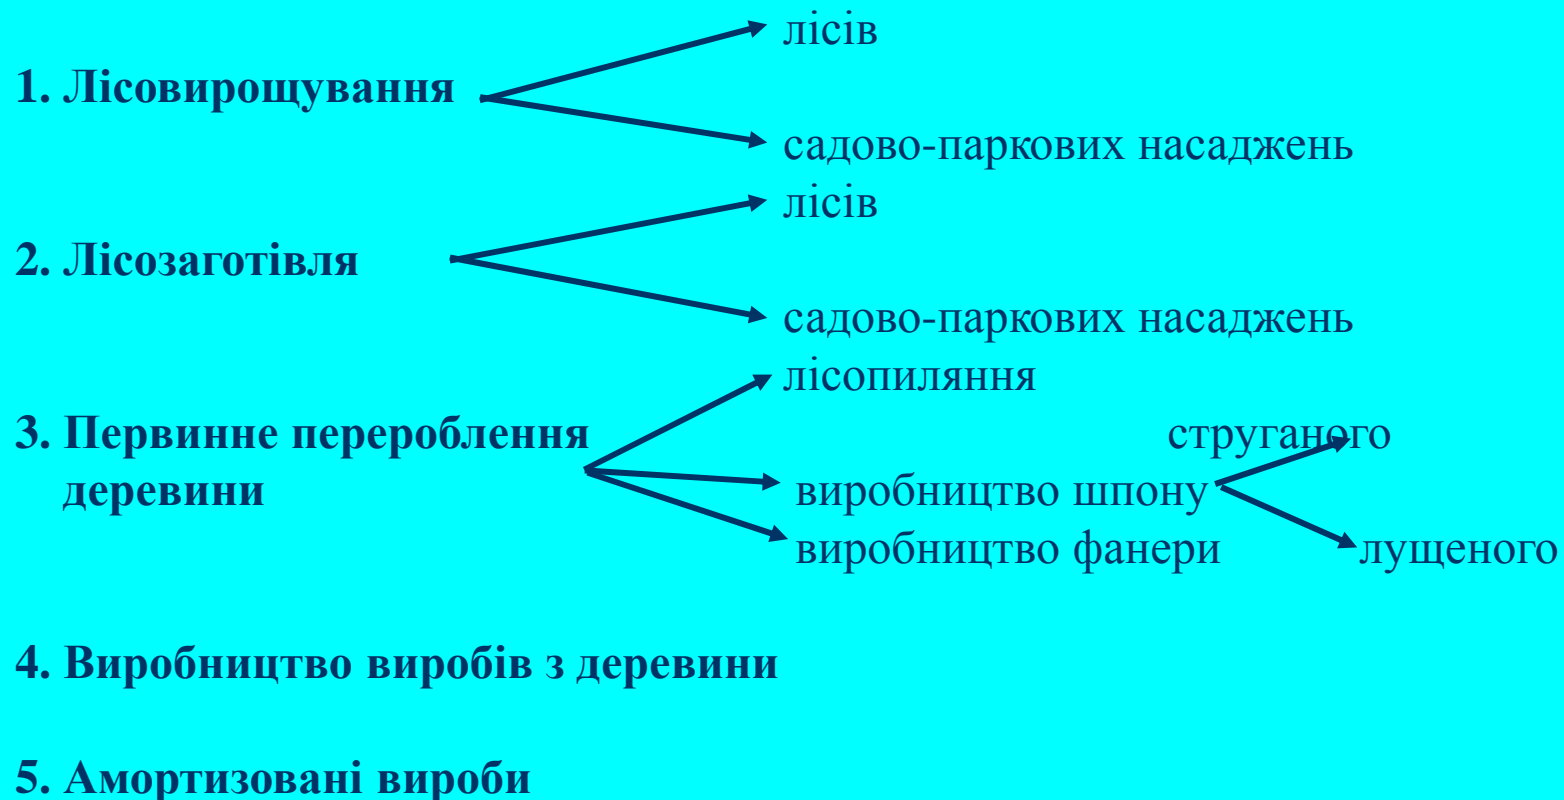 лісів
1. Лісовирощування
садово-паркових насаджень
лісів
2. Лісозаготівля
садово-паркових насаджень
лісопиляння
3. Первинне перероблення
струганого
деревини
виробництво шпону
виробництво фанери
лущеного
4. Виробництво виробів з деревини
5. Амортизовані вироби